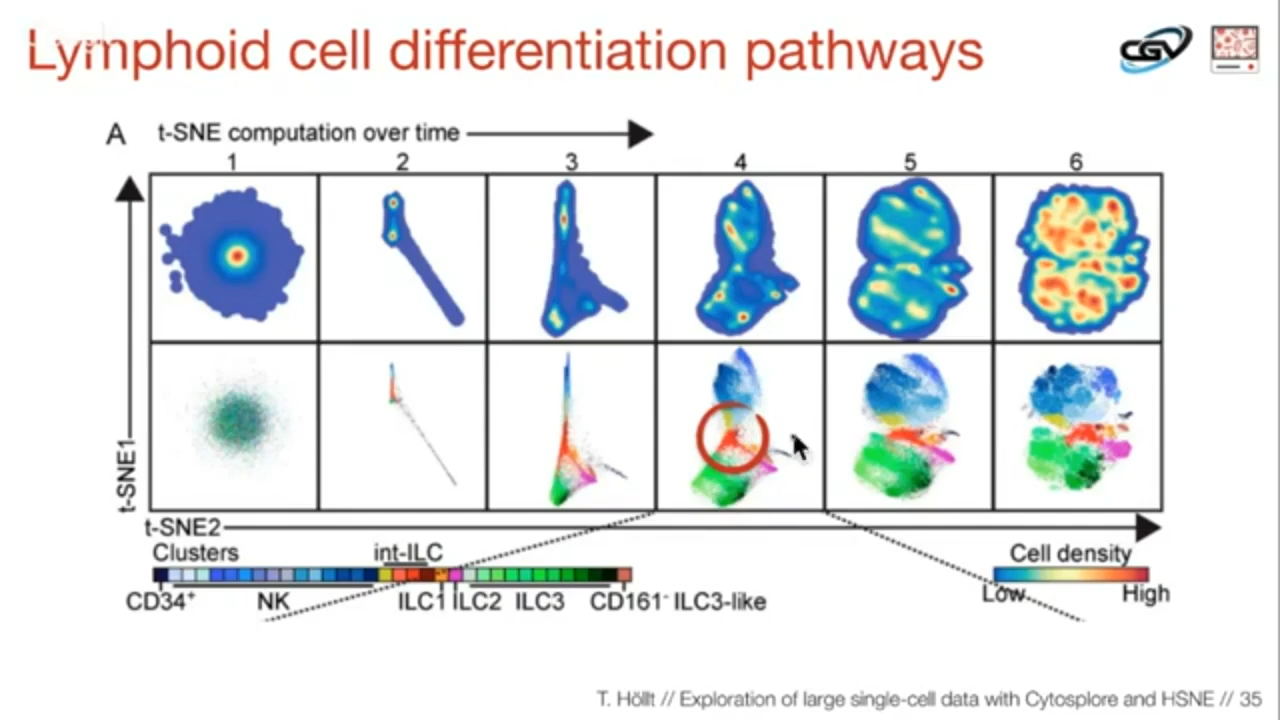 Lymphoid cell differentiation pathways
CGV
A t-SNE computation over time
1 2 3 4 5 6
t-SNE1
t-SNE2
Clusters int-ILC Cell density
CD34+ NK ILC1 ILC2 ILC3 CD161- ILC3-like Low High
T. Höllt // Exploration of large single-cell data with Cytosplore and HSNE // 35